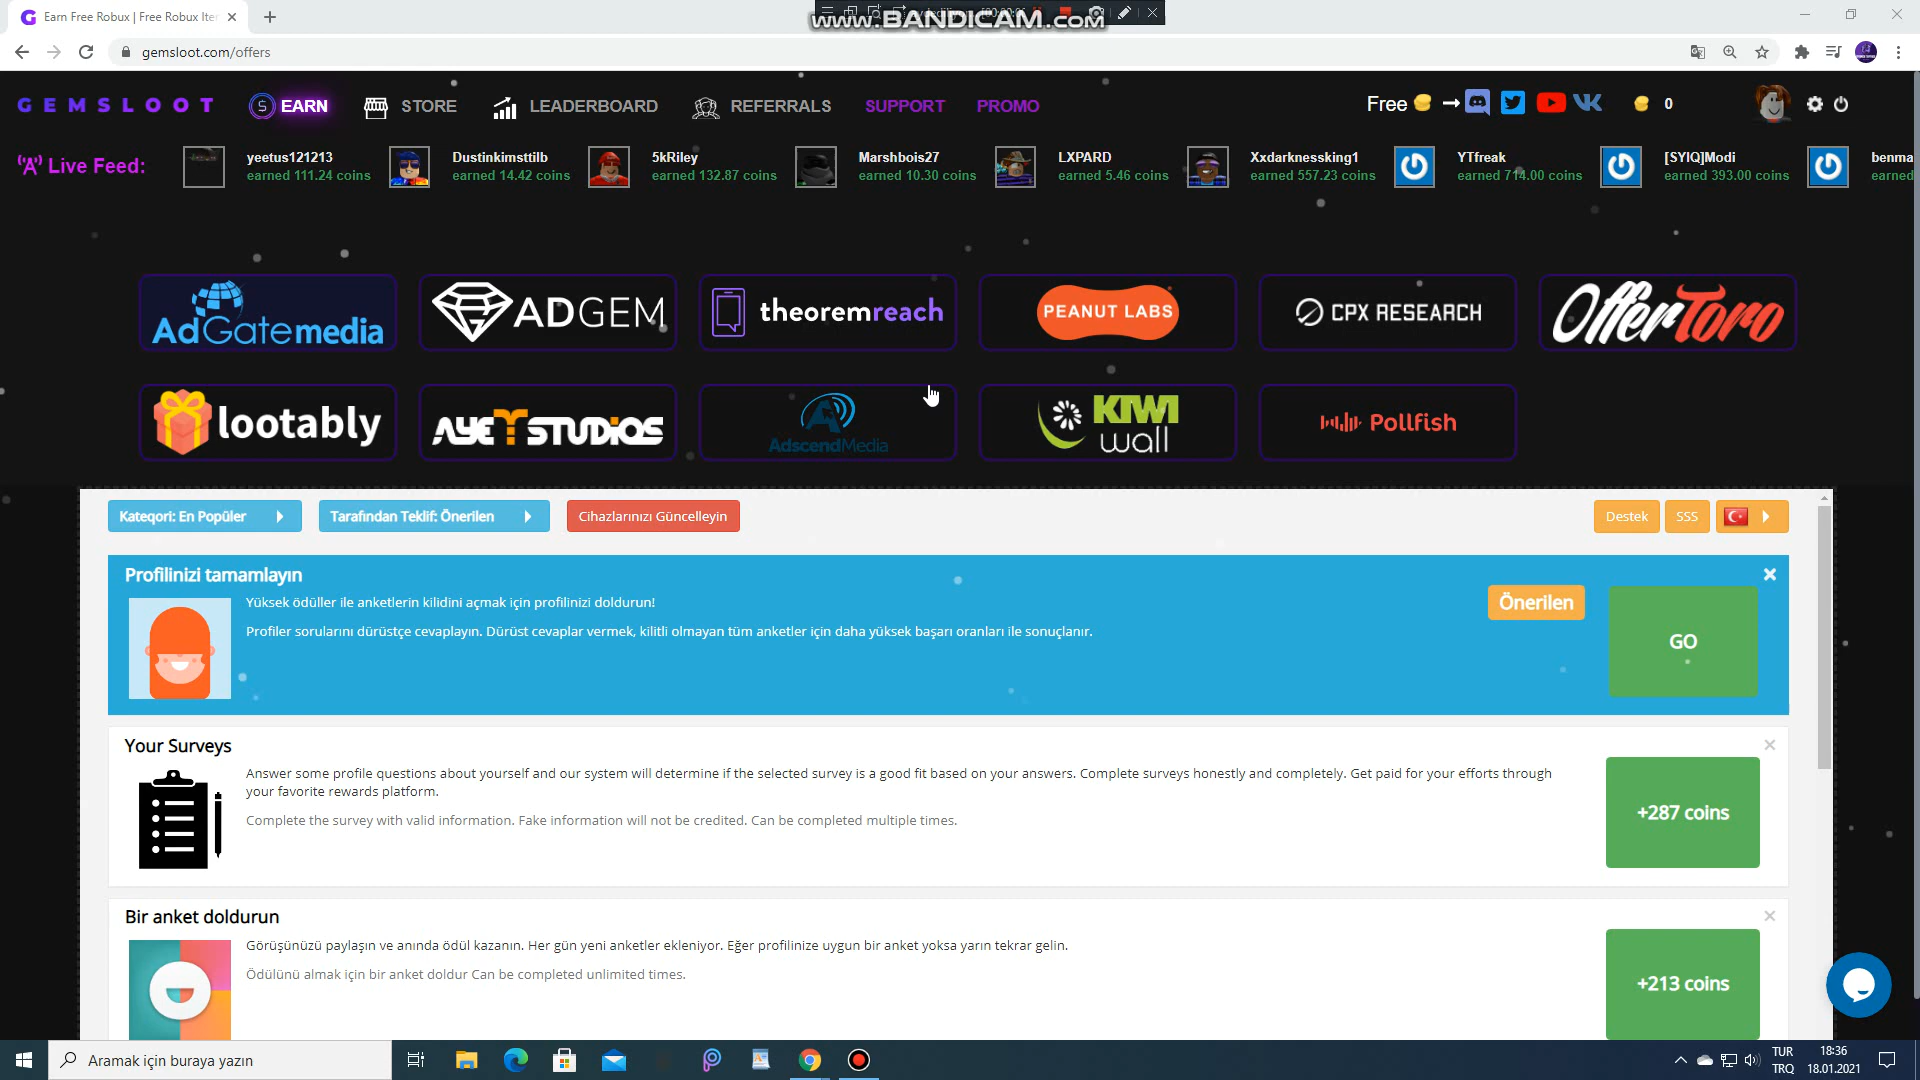 Earn Free Robux | Free Robux Iter
www.BANDICAM.com
gemsloot.com/offers
GEMSLOOT
EARN
STORE
LEADERBOARD
REFERRALS
SUPPORT
PROMO
Free
0
Live Feed:
yeetus121213
earned 111.24 coins
Dustinkimsttilb
earned 14.42 coins
5kRiley
earned 132.87 coins
Marshbois27
earned 10.30 coins
LXPARD
earned 5.46 coins
Xxdarknessking1
earned 557.23 coins
YTfreak
earned 714.00 coins
[SYIQ]Modi
earned 393.00 coins
benma
earned
AdGatemedia
ADGEM
theoremreach
PEANUT LABS
CPX RESEARCH
OfferToro
lootably
AYETSTUDIOS
AdscendMedia
KIWI
wall
Pollfish
Kateqori: En Popüler
Tarafından Teklif: Önerilen
Cihazlarınızı Güncelleyin
Destek
SSS
Profilinizi tamamlayın
Yüksek ödüller ile anketlerin kilidini açmak için profilinizi doldurun!
Profiler sorularını dürüstçe cevaplayın. Dürüst cevaplar vermek, kilitli olmayan tüm anketler için daha yüksek başarı oranları ile sonuçlanır.
Önerilen
GO
Your Surveys
Answer some profile questions about yourself and our system will determine if the selected survey is a good fit based on your answers. Complete surveys honestly and completely. Get paid for your efforts through
your favorite rewards platform.
Complete the survey with valid information. Fake information will not be credited. Can be completed multiple times.
+287 coins
Bir anket doldurun
Görüşünüzü paylaşın ve anında ödül kazanın. Her gün yeni anketler ekleniyor. Eğer profilinize uygun bir anket yoksa yarın tekrar gelin.
Ödülünü almak için bir anket doldur Can be completed unlimited times.
+213 coins
Aramak için buraya yazın
TUR
TRQ
18:36
18.01.2021